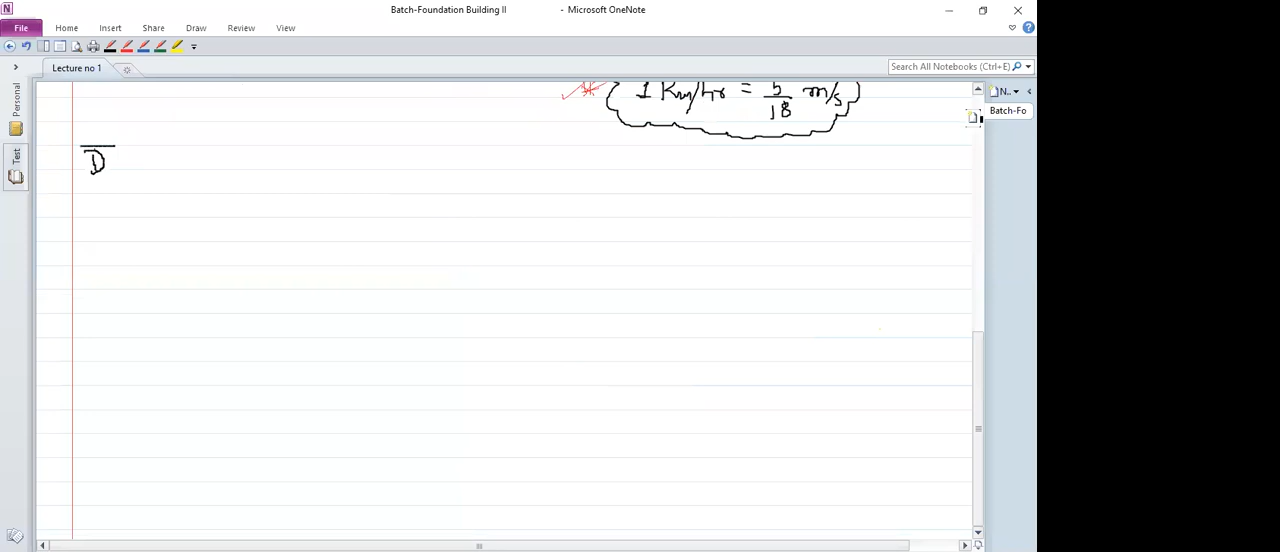 Batch-Foundation Building II - Microsoft OneNote
File Home Insert Share Draw Review View
Lecture no 1
Search All Notebooks (Ctrl+E)
Personal
Test
N..
Batch-Fo
1 Km/hr = 5/18 m/s
D